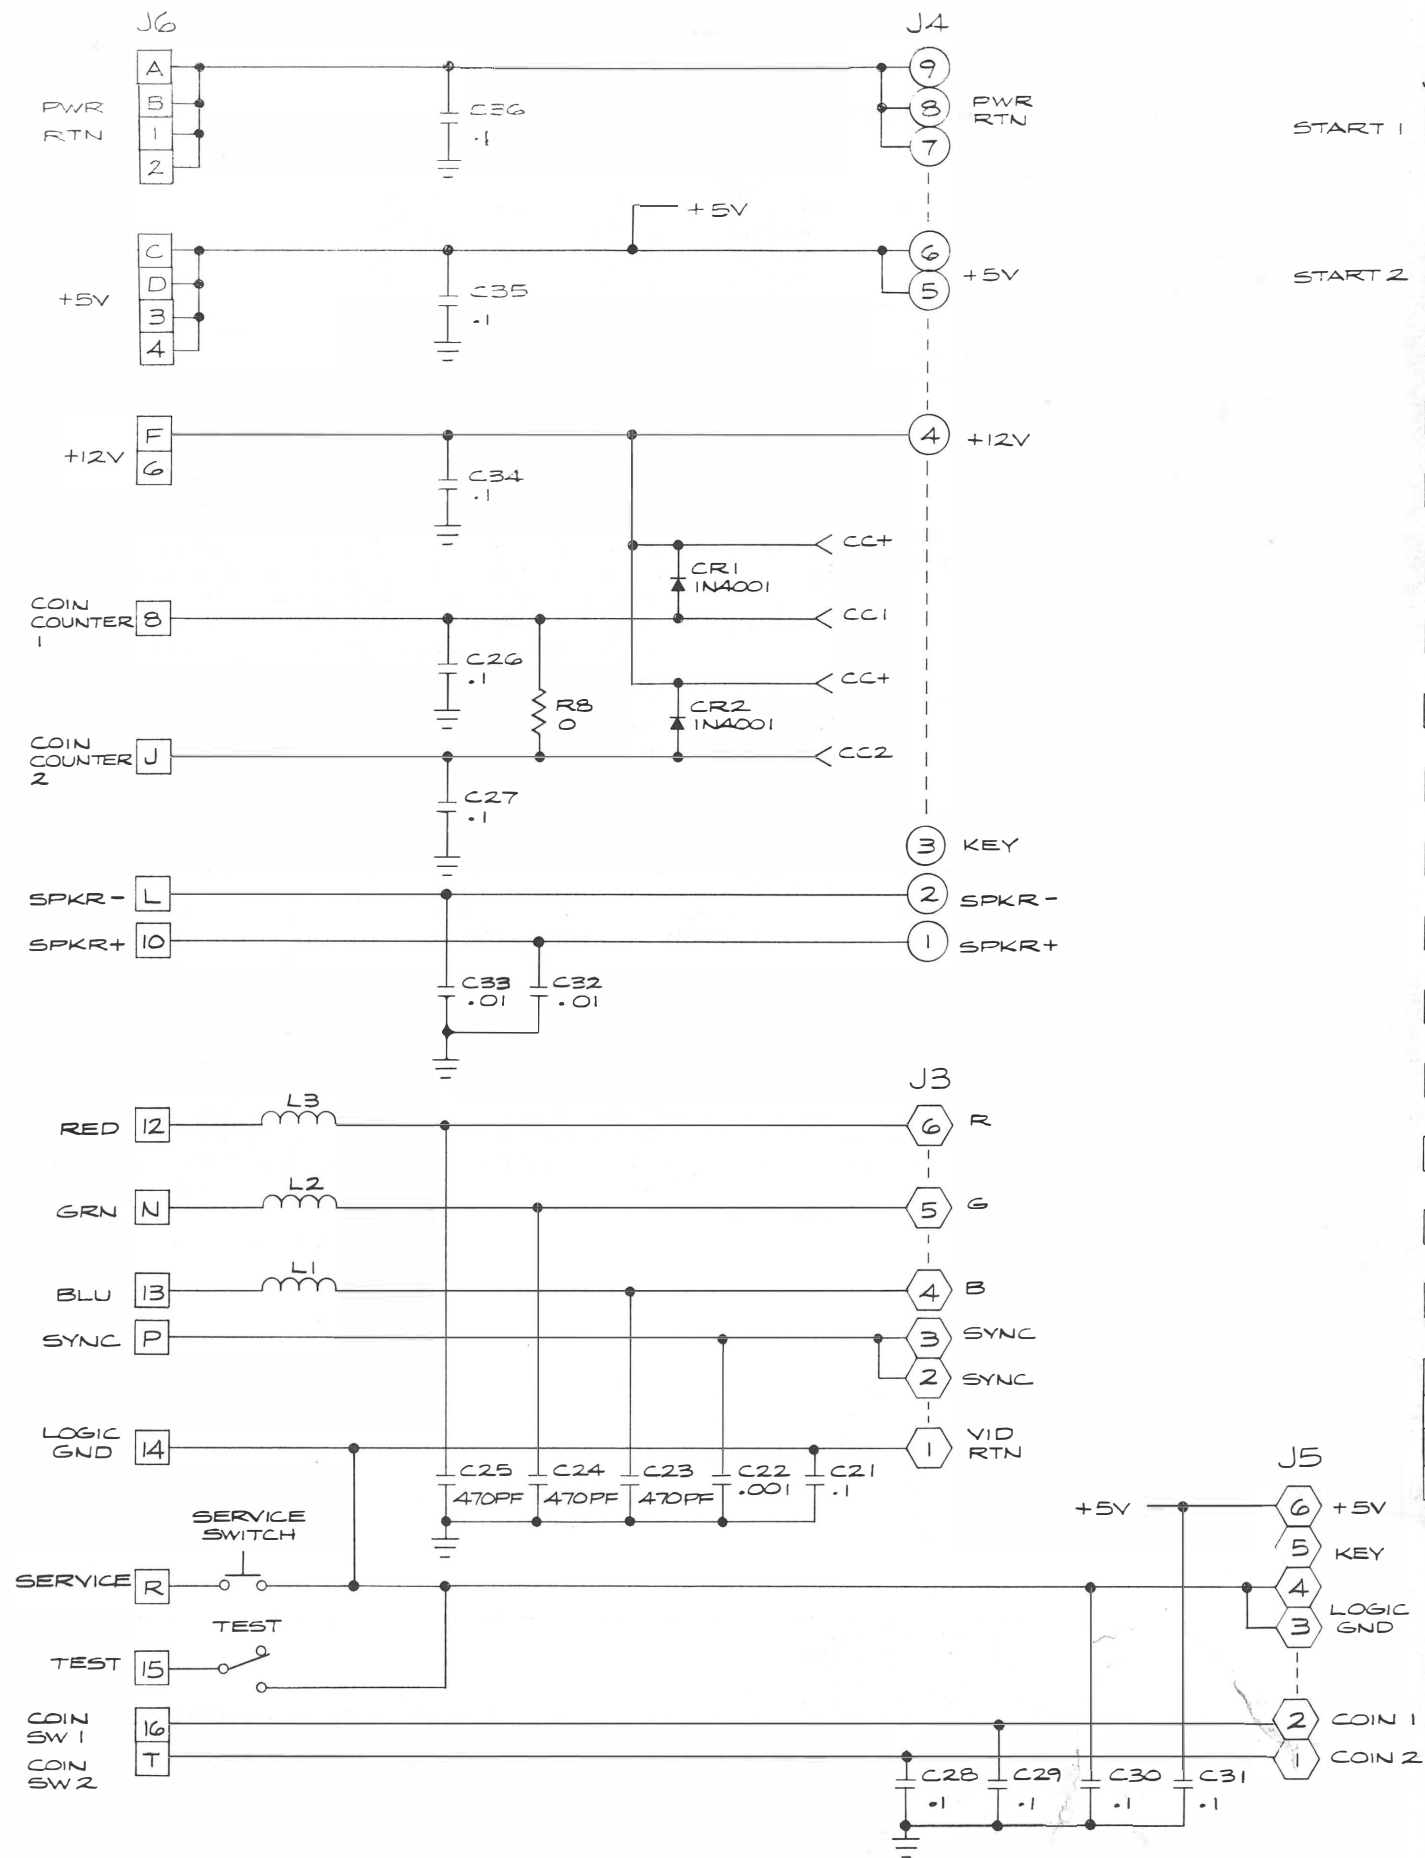 J6
J4
A
B
1
2
PWR
RTN
C36
.1
9
8
7
PWR
RTN
START 1
+5V
C
D
3
4
+5V
C35
.1
6
5
+5V
START 2
F
6
+12V
C34
.1
4
+12V
CC+
CR1
1N4001
COIN
COUNTER
1
8
CC1
C26
.1
R8
0
CC+
CR2
1N4001
COIN
COUNTER
2
J
CC2
C27
.1
3
KEY
SPKR-
L
2
SPKR-
SPKR+
10
1
SPKR+
C33
.01
C32
.01
J3
RED
12
L3
6
R
GRN
N
L2
5
G
BLU
13
L1
4
B
SYNC
P
3
SYNC
2
SYNC
LOGIC
GND
14
1
VID
RTN
C25
470PF
C24
470PF
C23
470PF
C22
.001
C21
.1
J5
+5V
6
+5V
5
KEY
SERVICE
SWITCH
SERVICE
R
4
3
LOGIC
GND
TEST
TEST
15
COIN
SW 1
16
2
COIN 1
COIN
SW 2
T
1
COIN 2
C28
.1
C29
.1
C30
.1
C31
.1